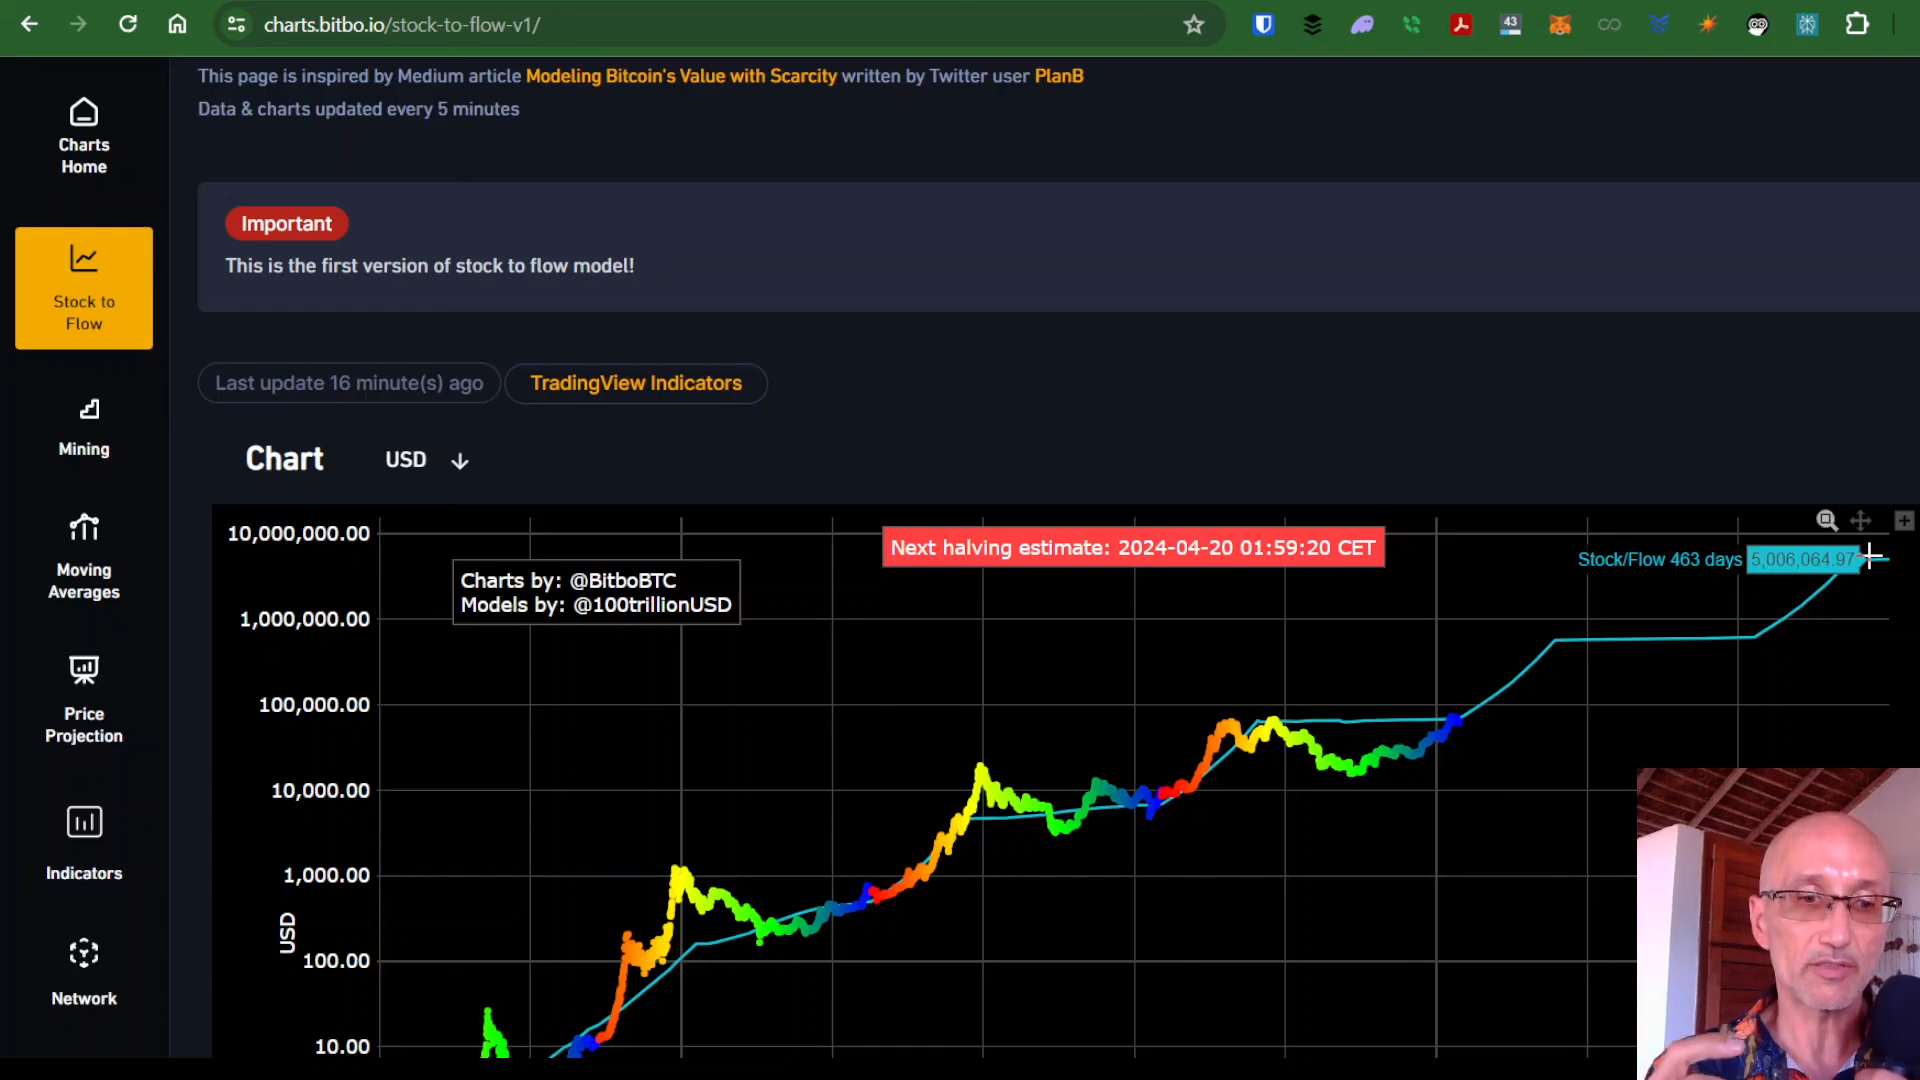 charts.bitbo.io/stock-to-flow-v1/
43
This page is inspired by Medium article Modeling Bitcoin's Value with Scarcity written by Twitter user PlanB
Data & charts updated every 5 minutes
Charts
Home
Important
This is the first version of stock to flow model!
Stock to
Flow
Last update 16 minute(s) ago
TradingView Indicators
Mining
Chart
USD
Moving
Averages
Price
Projection
Indicators
Network
Next halving estimate: 2024-04-20 01:59:20 CET
Charts by: @BitboBTC
Models by: @100trillionUSD
Stock/Flow 463 days 5,006,064.97
10,000,000.00
1,000,000.00
100,000.00
10,000.00
1,000.00
100.00
10.00
USD